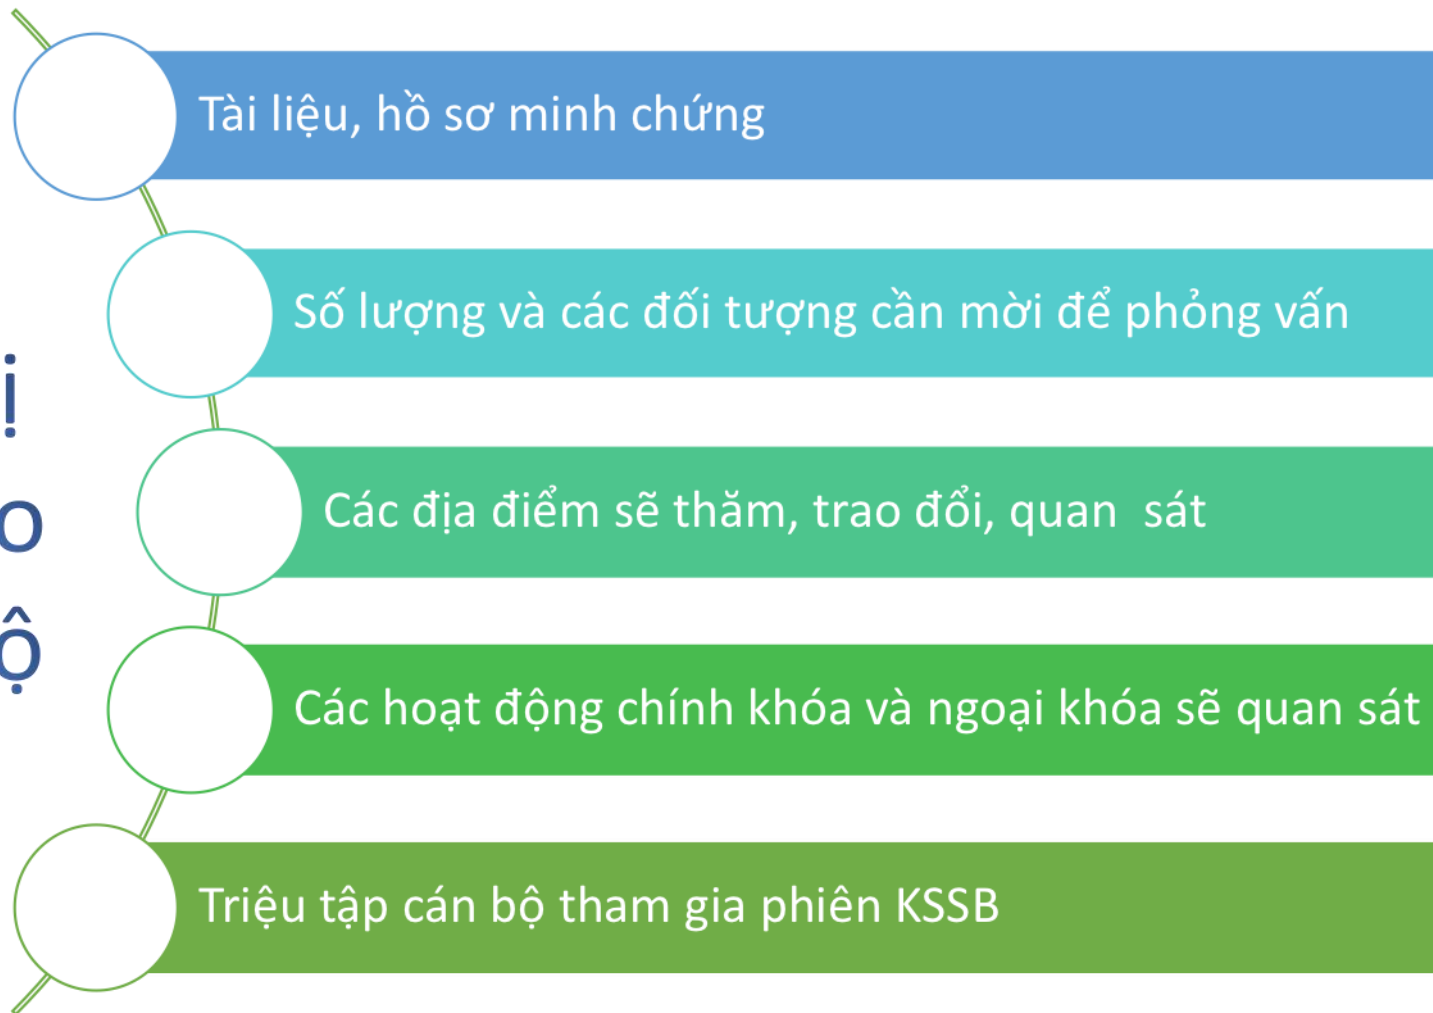 Tài liệu, hồ sơ minh chứng
Số lượng và các đối tượng cần mời để phỏng vấn
Các địa điểm sẽ thăm, trao đổi, quan  sát
Các hoạt động chính khóa và ngoại khóa sẽ quan sát
Triệu tập cán bộ tham gia phiên KSSB